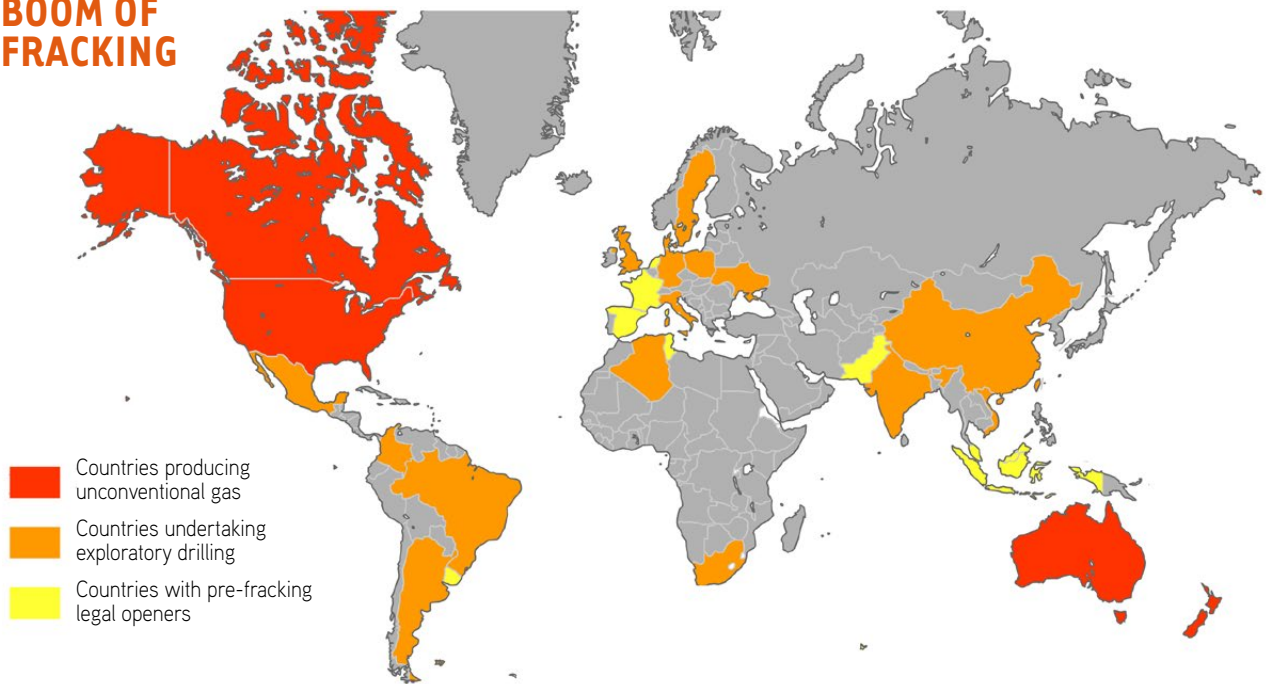 BOOM OF
FRACKING
Countries producing
unconventional gas
Countries undertaking
exploratory drilling
Countries with pre-fracking
legal openers